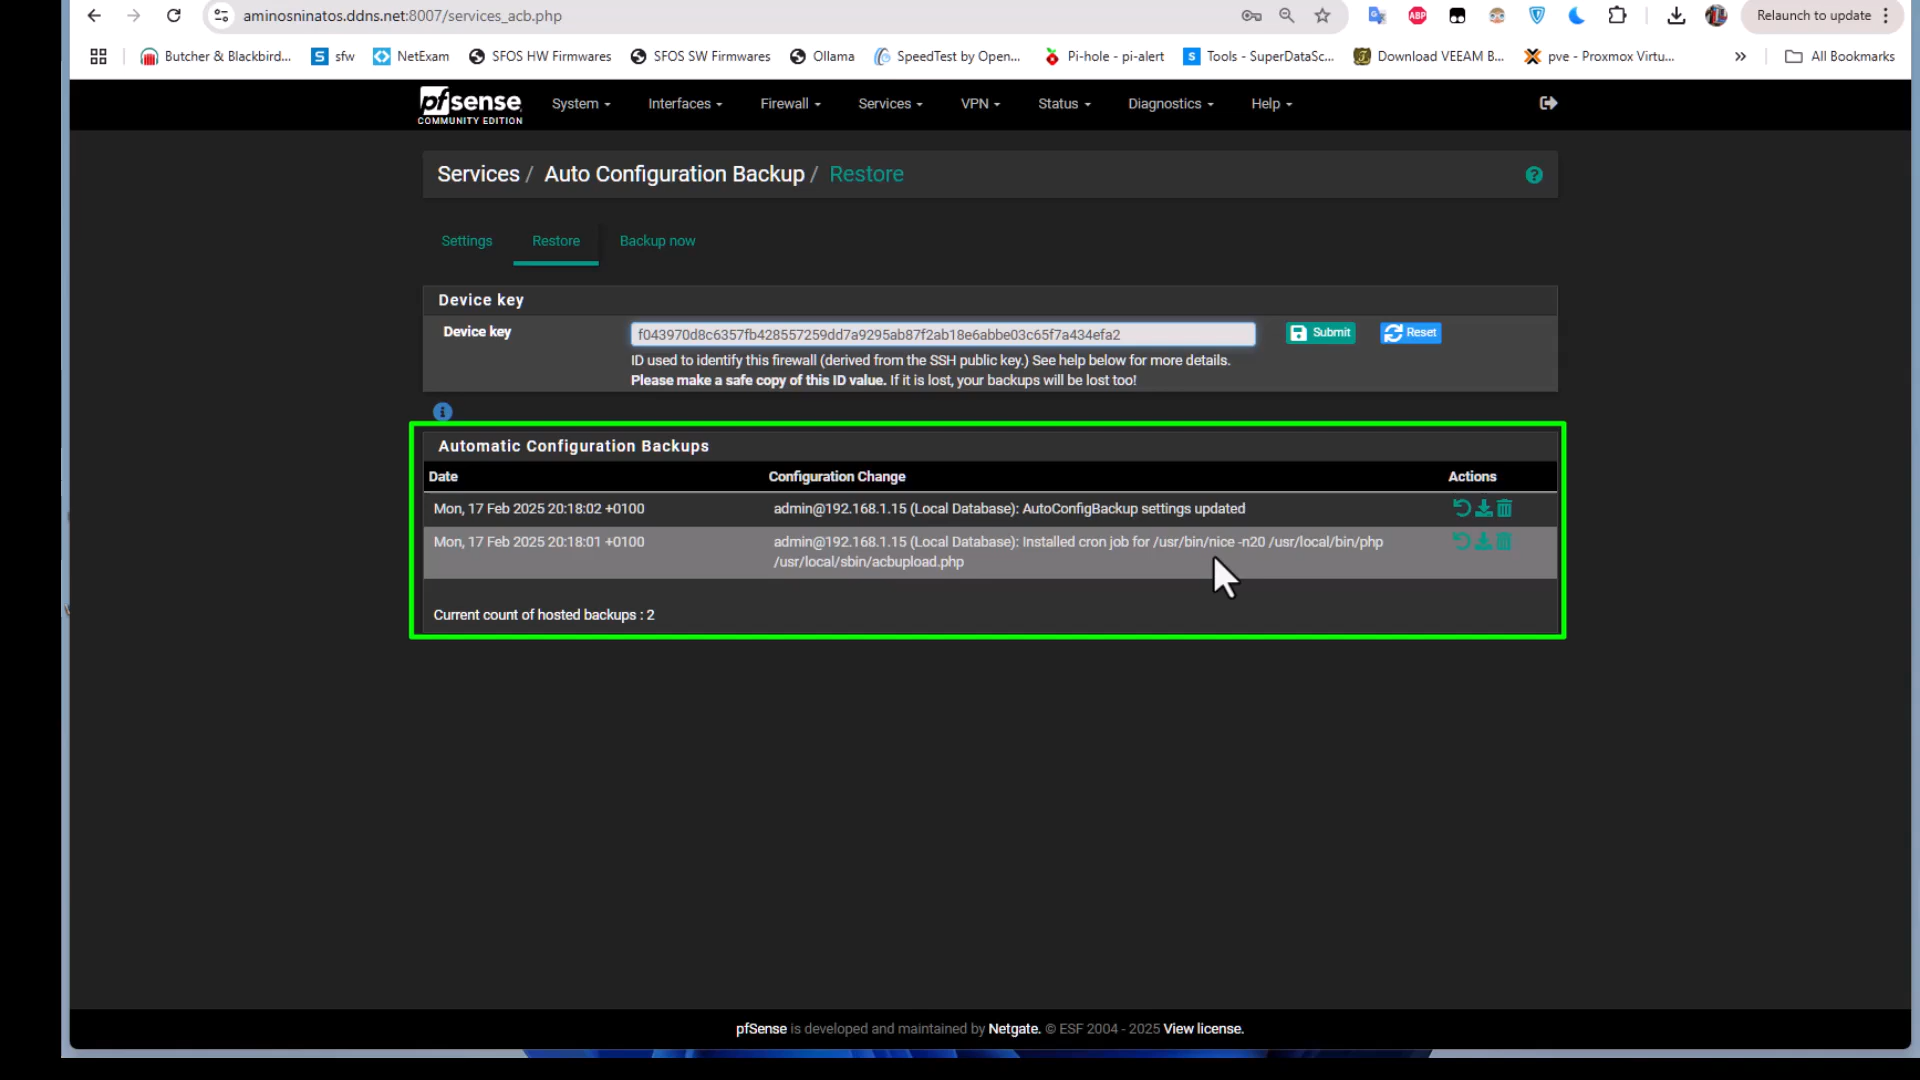 aminosninatos.ddns.net:8007/services_acb.php
ABP
Relaunch to update
Butcher & Blackbird...
S sfw
NetExam
SFOS HW Firmwares
SFOS SW Firmwares
Ollama
SpeedTest by Open...
Pi-hole - pi-alert
S Tools - SuperDataSc...
Download VEEAM B...
pve - Proxmox Virtu...
»
All Bookmarks
pfsense
COMMUNITY EDITION
System
Interfaces
Firewall
Services
VPN
Status
Diagnostics
Help
Services / Auto Configuration Backup / Restore
?
Settings
Restore
Backup now
Device key
Device key
f043970d8c6357fb428557259dd7a9295ab87f2ab18e6abbe03c65f7a434efa2
Submit
Reset
ID used to identify this firewall (derived from the SSH public key.) See help below for more details.
Please make a safe copy of this ID value. If it is lost, your backups will be lost too!
i
Automatic Configuration Backups
Date Configuration Change Actions
Mon, 17 Feb 2025 20:18:02 +0100 admin@192.168.1.15 (Local Database): AutoConfigBackup settings updated
Mon, 17 Feb 2025 20:18:01 +0100 admin@192.168.1.15 (Local Database): Installed cron job for /usr/bin/nice -n20 /usr/local/bin/php
/usr/local/sbin/acbupload.php
Current count of hosted backups : 2
pfSense is developed and maintained by Netgate. © ESF 2004 - 2025 View license.